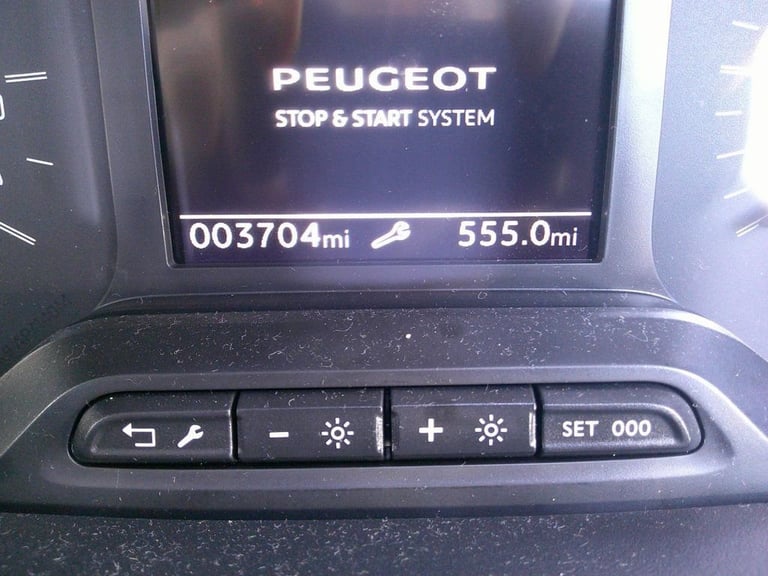 PEUGEOT
STOP & START SYSTEM
003704mi 555.0mi
- + SET 000